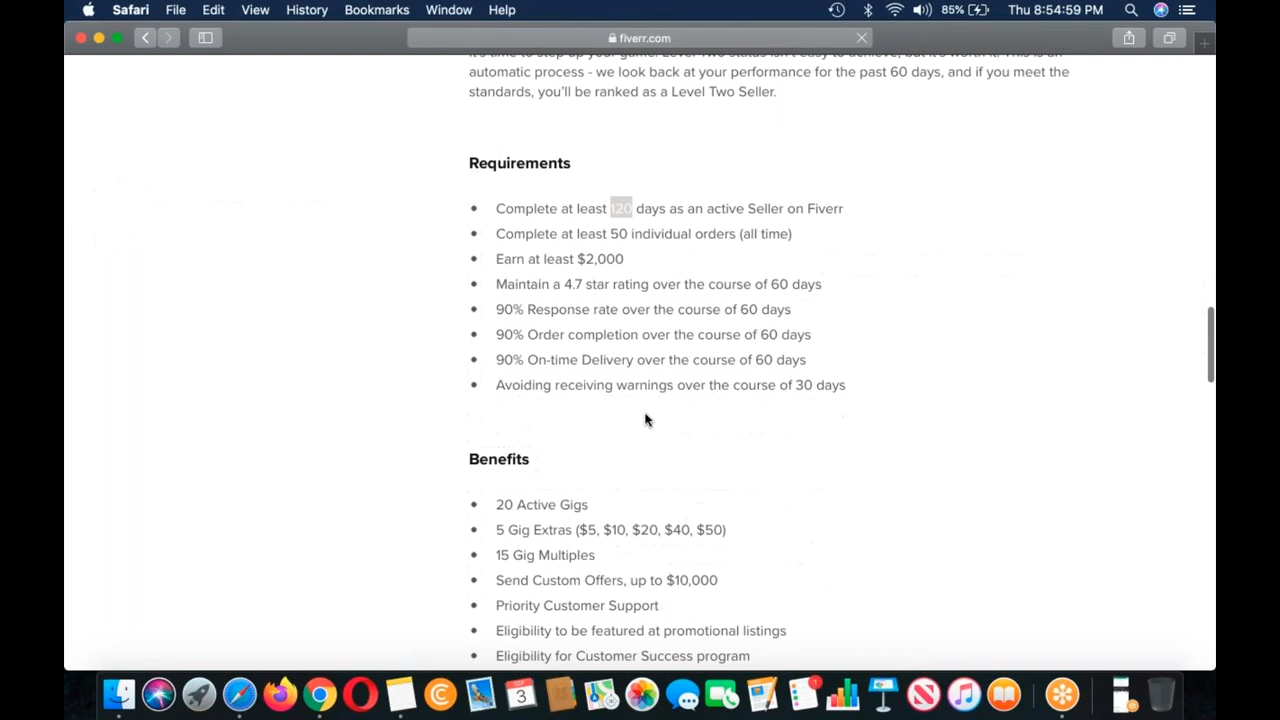 Safari File Edit View History Bookmarks Window Help 85% Thu 8:54:59 PM
fiverr.com
automatic process - we look back at your performance for the past 60 days, and if you meet the
standards, you'll be ranked as a Level Two Seller.
Requirements
Complete at least 120 days as an active Seller on Fiverr
Complete at least 50 individual orders (all time)
Earn at least $2,000
Maintain a 4.7 star rating over the course of 60 days
90% Response rate over the course of 60 days
90% Order completion over the course of 60 days
90% On-time Delivery over the course of 60 days
Avoiding receiving warnings over the course of 30 days
Benefits
20 Active Gigs
5 Gig Extras ($5, $10, $20, $40, $50)
15 Gig Multiples
Send Custom Offers, up to $10,000
Priority Customer Support
Eligibility to be featured at promotional listings
Eligibility for Customer Success program
3
1